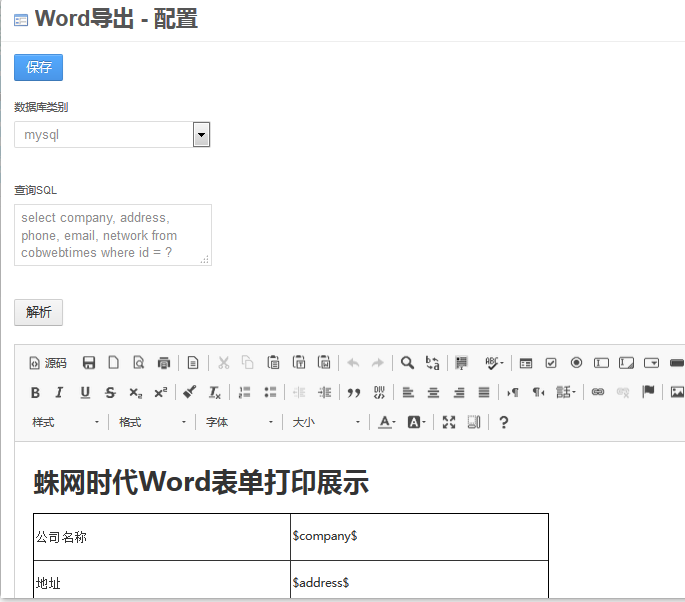 Word导出 - 配置
保存
数据库类别
mysql
查询SQL
select company, address,
phone, email, network from
cobwebtimes where id = ?
解析
源码
样式 格式 字体 大小
蛛网时代Word表单打印展示
公司名称 $company$
地址 $address$